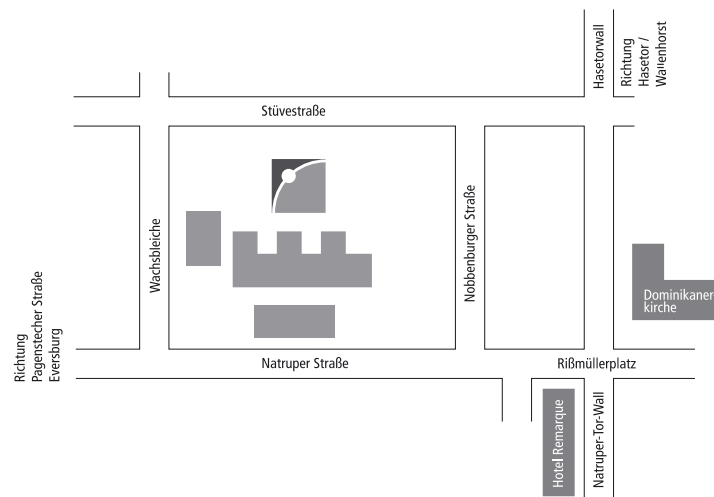 Hasetorwall
Richtung
Hasetor /
Wallenhorst
Stüvestraße
Wachsbleiche
Nobbenburger Straße
Dominikaner
kirche
Richtung
Pagenstecher Straße
Eversburg
Natruper Straße
Rißmüllerplatz
Hotel Remarque
Natruper-Tor-Wall